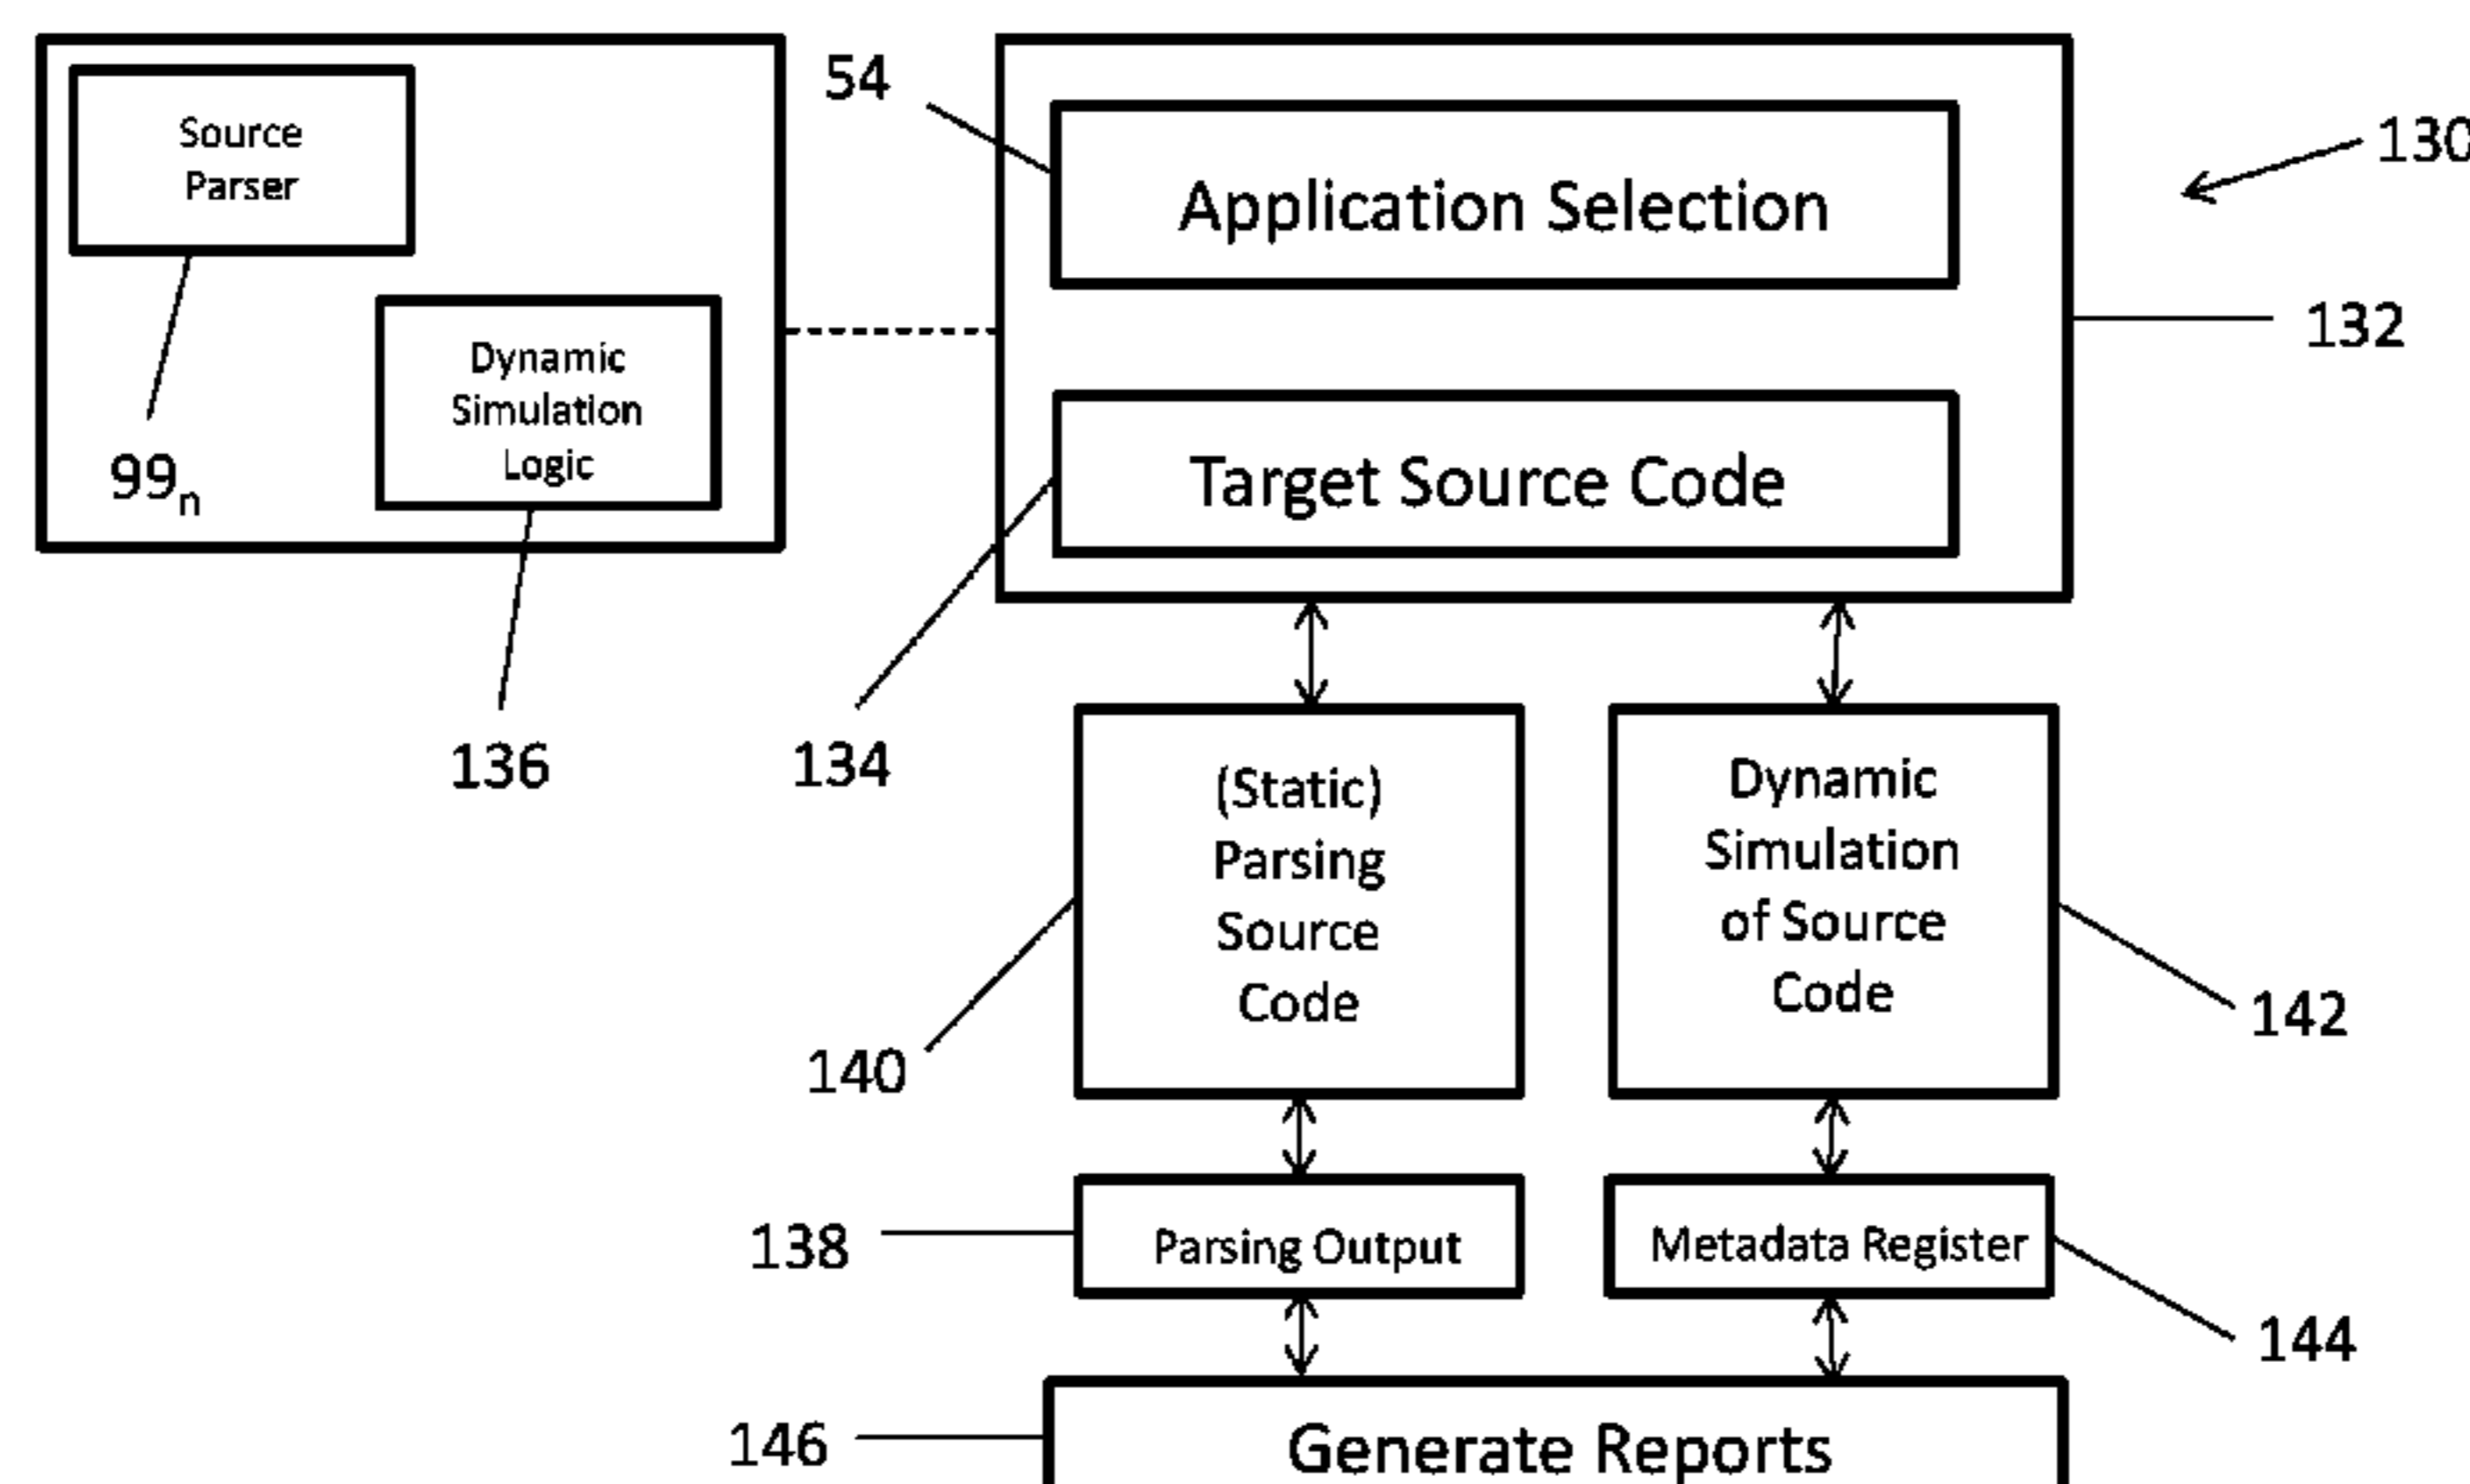 54
Source
Parser
Application Selection
130
132
Dynamic
Simulation
Logic
99n
Target Source Code
136
134
(Static)
Parsing
Source
Code
Dynamic
Simulation
of Source
Code
140
142
138
Parsing Output
Metadata Register
144
146
Generate Reports